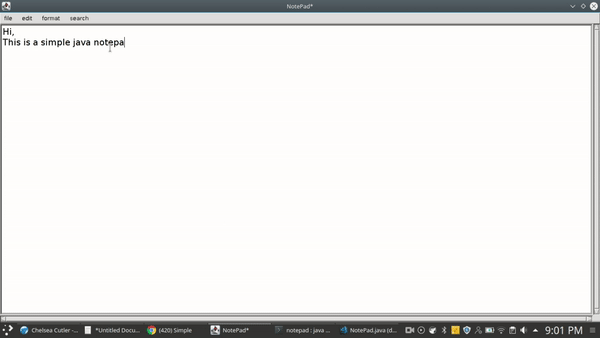 NotePad*
file edit format search
Hi,
This is a simple java notepa
Chelsea Cutler -... *Untitled Docu... (420) Simple NotePad* notepad : java ... NotePad.java (d... 9:01 PM